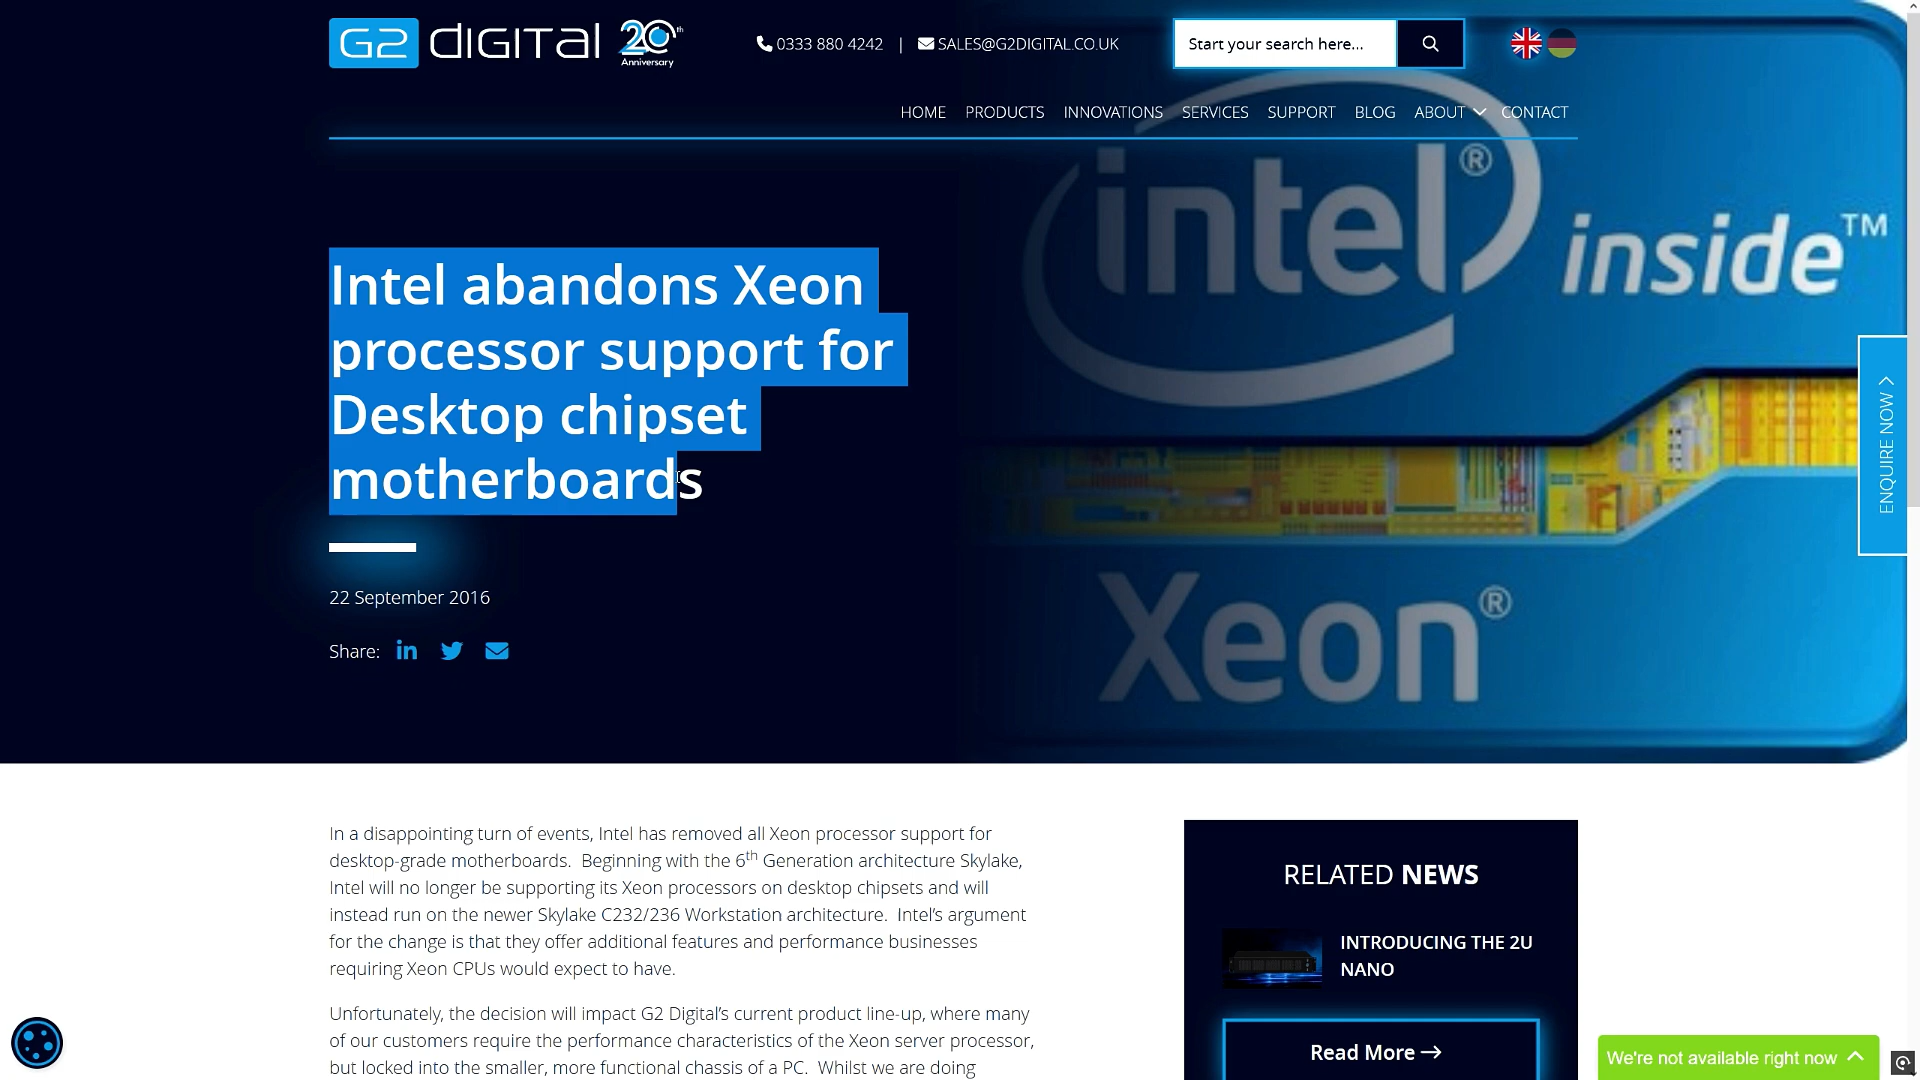 G2 DIGITAL 20th Anniversary
0333 880 4242 | SALES@G2DIGITAL.CO.UK
Start your search here...
HOME PRODUCTS INNOVATIONS SERVICES SUPPORT BLOG ABOUT CONTACT
intel® inside™
Xeon®
Intel abandons Xeon
processor support for
Desktop chipset
motherboards
22 September 2016
Share:
ENQUIRE NOW
In a disappointing turn of events, Intel has removed all Xeon processor support for
desktop-grade motherboards.  Beginning with the 6th Generation architecture Skylake,
Intel will no longer be supporting its Xeon processors on desktop chipsets and will
instead run on the newer Skylake C232/236 Workstation architecture.  Intel’s argument
for the change is that they offer additional features and performance businesses
requiring Xeon CPUs would expect to have.
Unfortunately, the decision will impact G2 Digital’s current product line-up, where many
of our customers require the performance characteristics of the Xeon server processor,
but locked into the smaller, more functional chassis of a PC.  Whilst we are doing
RELATED NEWS
INTRODUCING THE 2U
NANO
Read More
We're not available right now